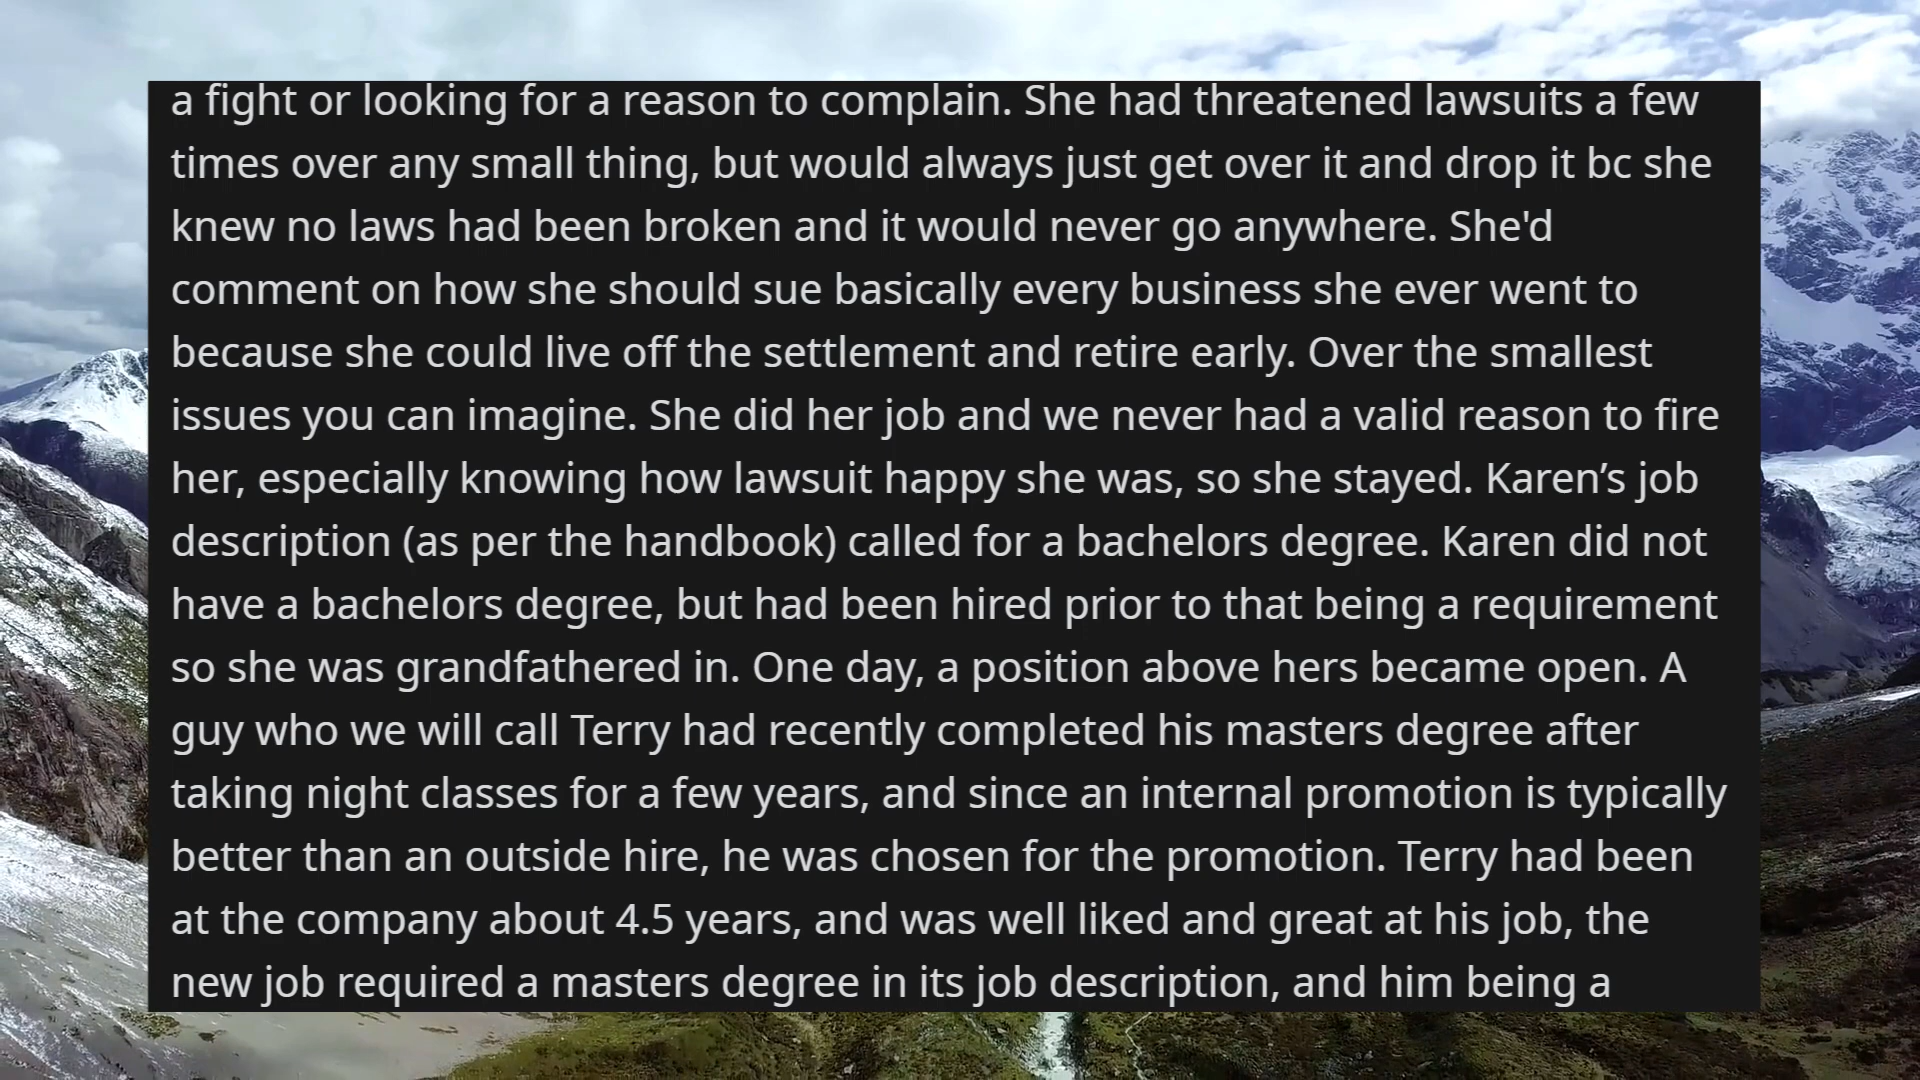 a fight or looking for a reason to complain. She had threatened lawsuits a few
times over any small thing, but would always just get over it and drop it bc she
knew no laws had been broken and it would never go anywhere. She'd
comment on how she should sue basically every business she ever went to
because she could live off the settlement and retire early. Over the smallest
issues you can imagine. She did her job and we never had a valid reason to fire
her, especially knowing how lawsuit happy she was, so she stayed. Karen’s job
description (as per the handbook) called for a bachelors degree. Karen did not
have a bachelors degree, but had been hired prior to that being a requirement
so she was grandfathered in. One day, a position above hers became open. A
guy who we will call Terry had recently completed his masters degree after
taking night classes for a few years, and since an internal promotion is typically
better than an outside hire, he was chosen for the promotion. Terry had been
at the company about 4.5 years, and was well liked and great at his job, the
new job required a masters degree in its job description, and him being a